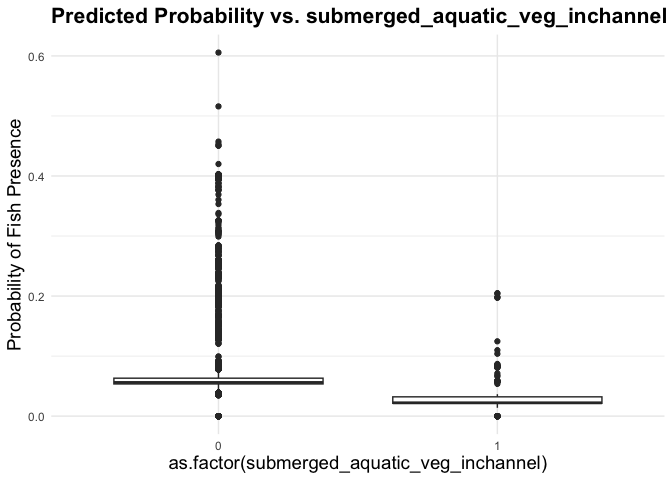 Predicted Probability vs. submerged_aquatic_veg_inchannel
Probability of Fish Presence
0.6
0.4
0.2
0.0
0 1
as.factor(submerged_aquatic_veg_inchannel)